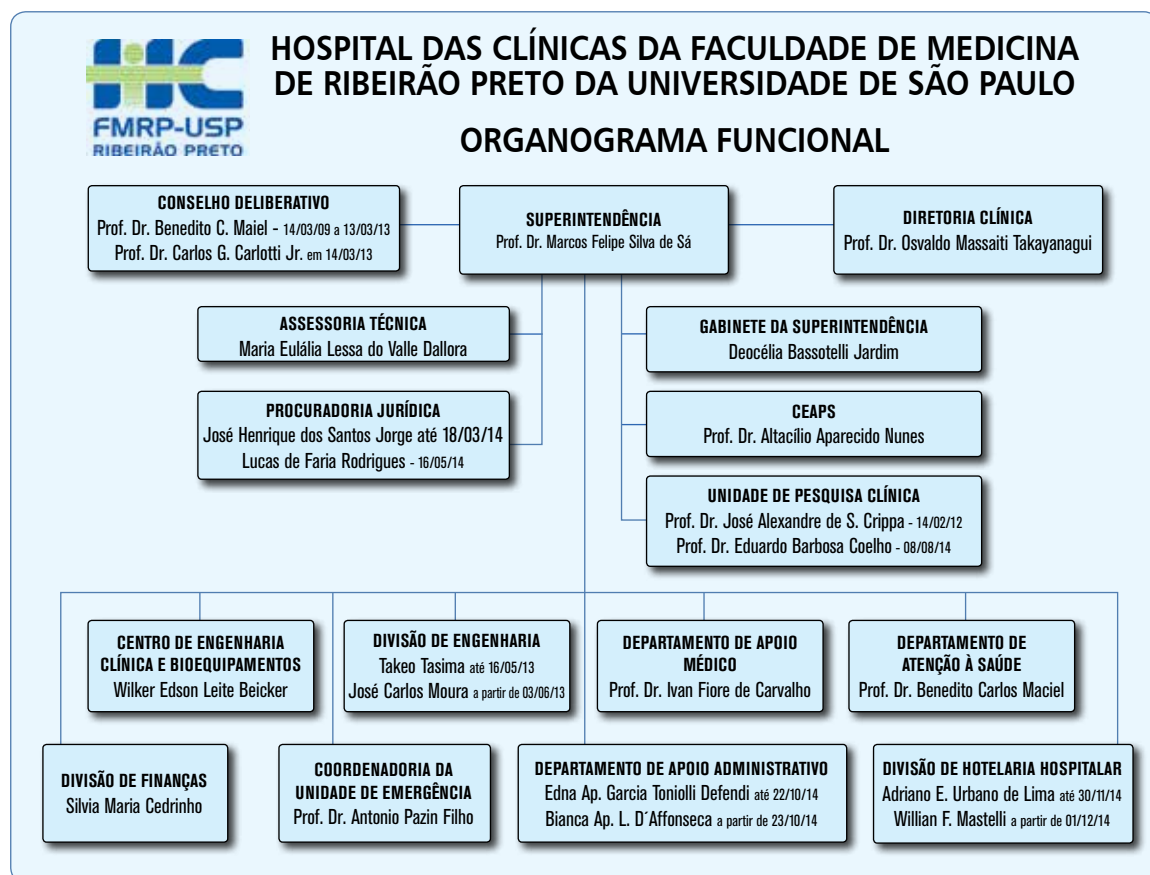 HC
FMRP-USP
RIBEIRÃO PRETO
HOSPITAL DAS CLÍNICAS DA FACULDADE DE MEDICINA
DE RIBEIRÃO PRETO DA UNIVERSIDADE DE SÃO PAULO
ORGANOGRAMA FUNCIONAL
CONSELHO DELIBERATIVO
Prof. Dr. Benedito C. Maiel - 14/03/09 a 13/03/13
Prof. Dr. Carlos G. Carlotti Jr. em 14/03/13
SUPERINTENDÊNCIA
Prof. Dr. Marcos Felipe Silva de Sá
DIRETORIA CLÍNICA
Prof. Dr. Osvaldo Massaiti Takayanagui
ASSESSORIA TÉCNICA
Maria Eulália Lessa do Valle Dallora
GABINETE DA SUPERINTENDÊNCIA
Deocélia Bassotelli Jardim
PROCURADORIA JURÍDICA
José Henrique dos Santos Jorge até 18/03/14
Lucas de Faria Rodrigues - 16/05/14
CEAPS
Prof. Dr. Altacílio Aparecido Nunes
UNIDADE DE PESQUISA CLÍNICA
Prof. Dr. José Alexandre de S. Crippa - 14/02/12
Prof. Dr. Eduardo Barbosa Coelho - 08/08/14
CENTRO DE ENGENHARIA
CLÍNICA E BIOEQUIPAMENTOS
Wilker Edson Leite Beicker
DIVISÃO DE ENGENHARIA
Takeo Tasima até 16/05/13
José Carlos Moura a partir de 03/06/13
DEPARTAMENTO DE APOIO
MÉDICO
Prof. Dr. Ivan Fiore de Carvalho
DEPARTAMENTO DE
ATENÇÃO À SAÚDE
Prof. Dr. Benedito Carlos Maciel
DIVISÃO DE FINANÇAS
Silvia Maria Cedrinho
COORDENADORIA DA
UNIDADE DE EMERGÊNCIA
Prof. Dr. Antonio Pazin Filho
DEPARTAMENTO DE APOIO ADMINISTRATIVO
Edna Ap. Garcia Toniolli Defendi até 22/10/14
Bianca Ap. L. D´Affonseca a partir de 23/10/14
DIVISÃO DE HOTELARIA HOSPITALAR
Adriano E. Urbano de Lima até 30/11/14
Willian F. Mastelli a partir de 01/12/14